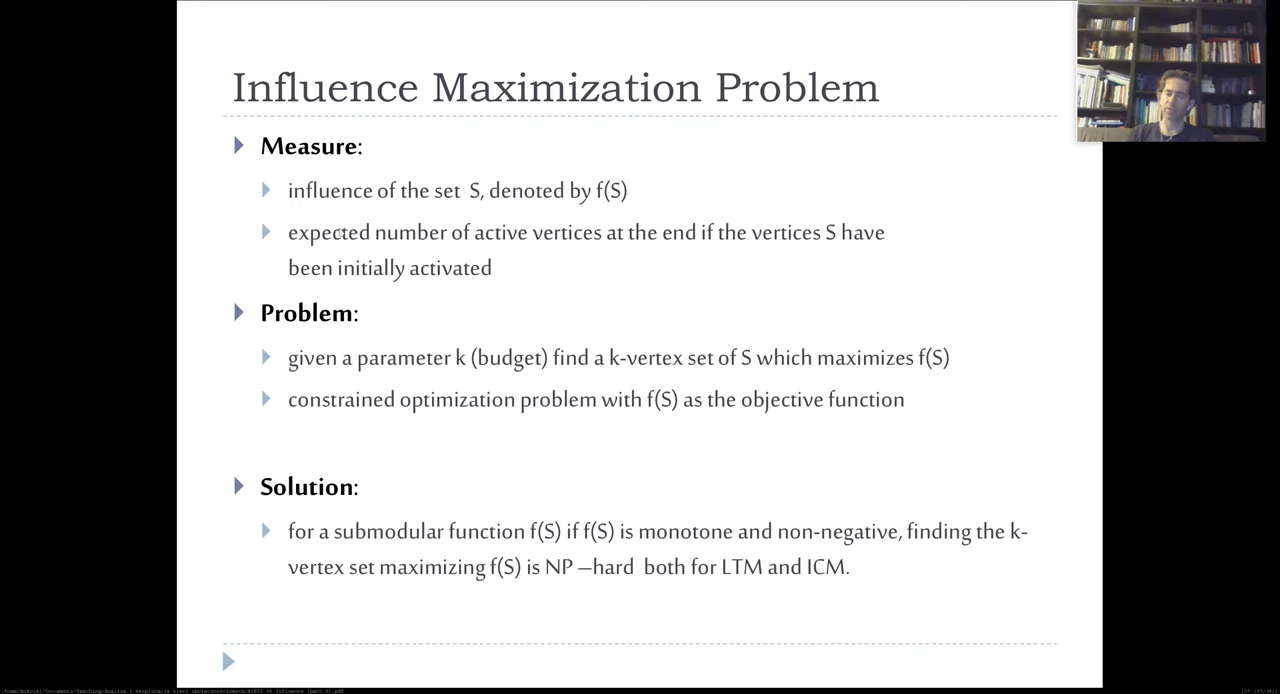 Influence Maximization Problem
Measure:
influence of the set S, denoted by f(S)
expected number of active vertices at the end if the vertices S have
been initially activated
Problem:
given a parameter k (budget) find a k-vertex set of S which maximizes f(S)
constrained optimization problem with f(S) as the objective function
Solution:
for a submodular function f(S) if f(S) is monotone and non-negative, finding the k-
vertex set maximizing f(S) is NP –hard both for LTM and ICM.